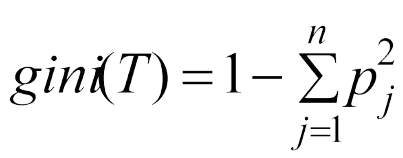 gini(T) = 1 − ∑_{j=1}^{n} p_j^2